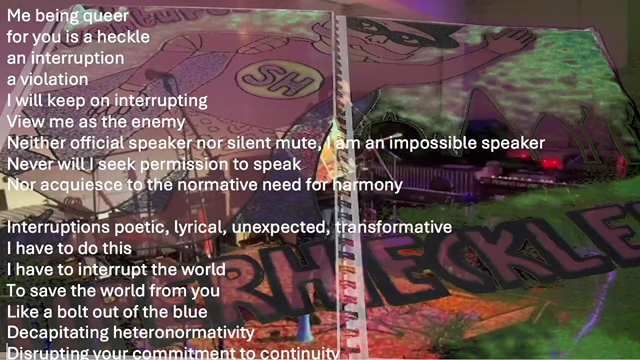 Me being queer
for you is a heckle
an interruption
a violation
I will keep on interrupting
View me as the enemy
Neither official speaker nor silent mute, I am an impossible speaker
Never will I seek permission to speak
Nor acquiesce to the normative need for harmony
Interruptions poetic, lyrical, unexpected, transformative
I have to do this
I have to interrupt the world
To save the world from you
Like a bolt out of the blue
Decapitating heteronormativity
Disrupting your commitment to continuity
SH
RHECKLE